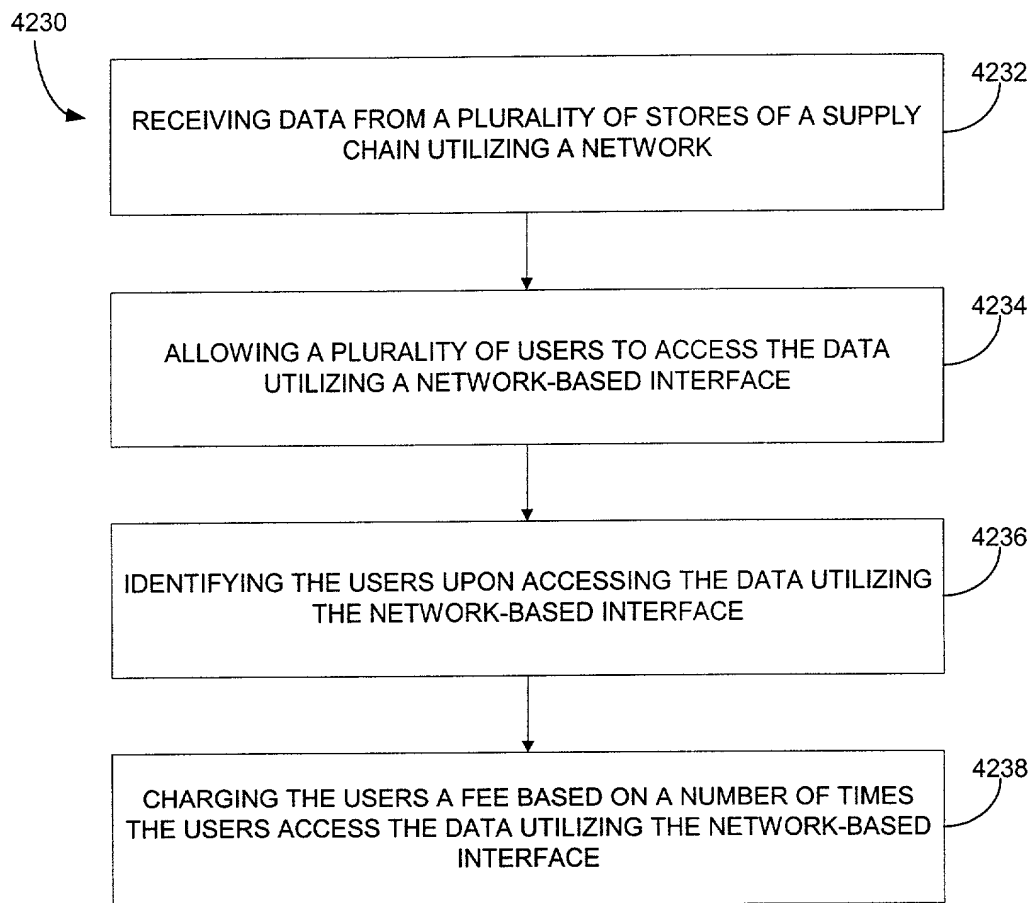 4230
4232
RECEIVING DATA FROM A PLURALITY OF STORES OF A SUPPLY
CHAIN UTILIZING A NETWORK
4234
ALLOWING A PLURALITY OF USERS TO ACCESS THE DATA
UTILIZING A NETWORK-BASED INTERFACE
4236
IDENTIFYING THE USERS UPON ACCESSING THE DATA UTILIZING
THE NETWORK-BASED INTERFACE
4238
CHARGING THE USERS A FEE BASED ON A NUMBER OF TIMES
THE USERS ACCESS THE DATA UTILIZING THE NETWORK-BASED
INTERFACE